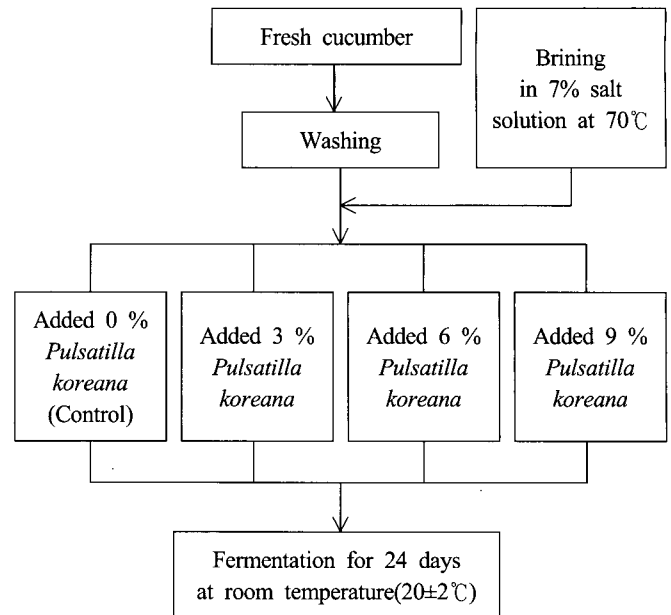 Fresh cucumber
Brining
in 7% salt
solution at 70℃
Washing
Added 0 %
Pulsatilla
koreana
(Control)
Added 3 %
Pulsatilla
koreana
Added 6 %
Pulsatilla
koreana
Added 9 %
Pulsatilla
koreana
Fermentation for 24 days
at room temperature(20±2℃)